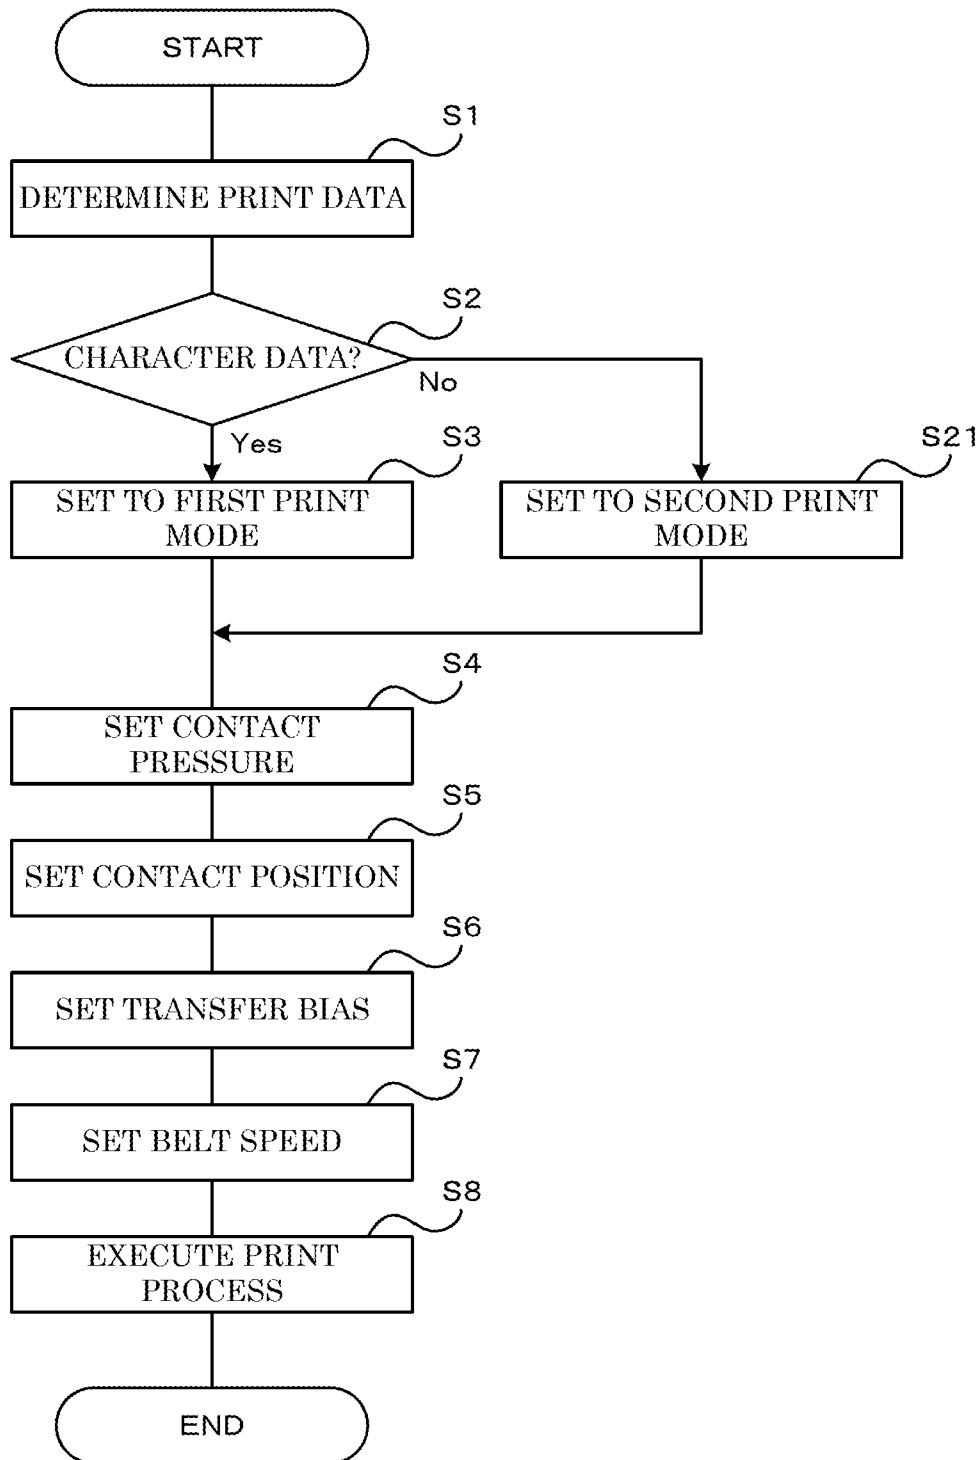 START
S1
DETERMINE PRINT DATA
S2
CHARACTER DATA?
No
Yes
S3
SET TO FIRST PRINT
MODE
S21
SET TO SECOND PRINT
MODE
S4
SET CONTACT
PRESSURE
S5
SET CONTACT POSITION
S6
SET TRANSFER BIAS
S7
SET BELT SPEED
S8
EXECUTE PRINT
PROCESS
END